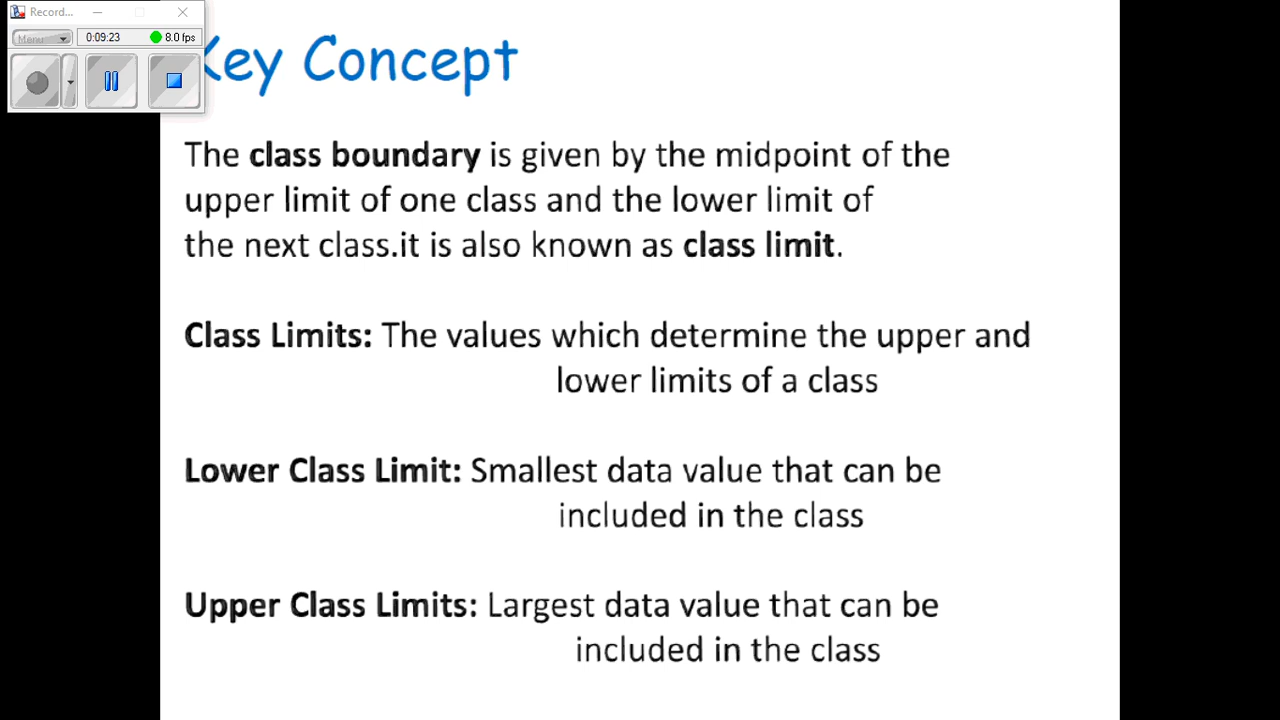 Record...
Menu
0:09:23
8.0 fps
Key Concept
The class boundary is given by the midpoint of the
upper limit of one class and the lower limit of
the next class.it is also known as class limit.
Class Limits: The values which determine the upper and
lower limits of a class
Lower Class Limit: Smallest data value that can be
included in the class
Upper Class Limits: Largest data value that can be
included in the class